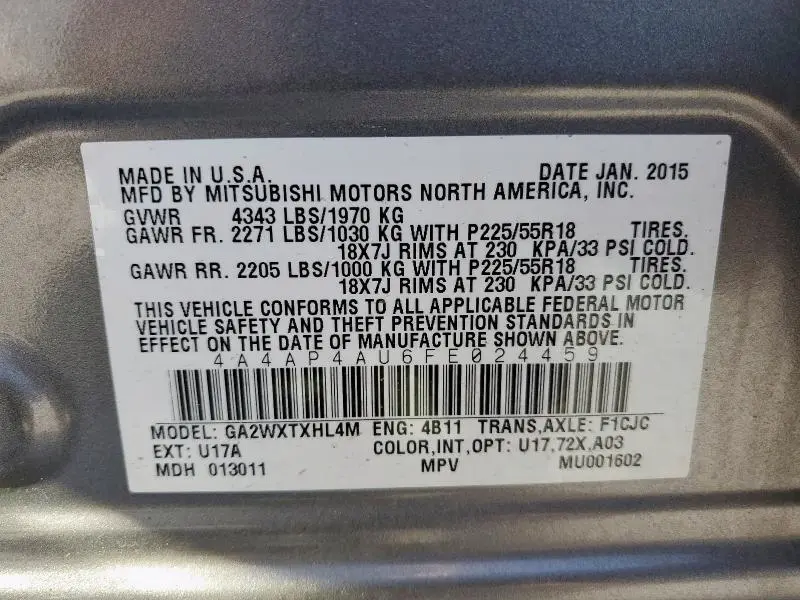 MADE IN U.S.A. DATE JAN. 2015
MFD BY MITSUBISHI MOTORS NORTH AMERICA, INC.
GVWR 4343 LBS/1970 KG
GAWR FR. 2271 LBS/1030 KG WITH P225/55R18 TIRES.
18X7J RIMS AT 230 KPA/33 PSI COLD.
GAWR RR. 2205 LBS/1000 KG WITH P225/55R18 TIRES.
18X7J RIMS AT 230 KPA/33 PSI COLD.
THIS VEHICLE CONFORMS TO ALL APPLICABLE FEDERAL MOTOR
VEHICLE SAFETY AND THEFT PREVENTION STANDARDS IN
EFFECT ON THE DATE OF MANUFACTURE SHOWN ABOVE.
4A4AP4AU6FE024459
MODEL: GA2WXTXHL4M ENG: 4B11 TRANS,AXLE: F1CJC
EXT: U17A COLOR,INT,OPT: U17,72X,A03
MDH 013011 MPV MU001602